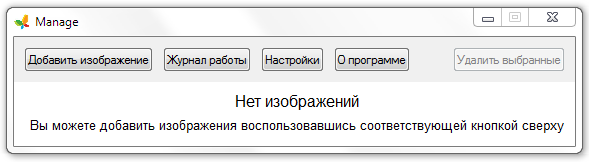 Manage
Добавить изображение Журнал работы Настройки О программе Удалить выбранные
Нет изображений
Вы можете добавить изображения воспользовавшись соответствующей кнопкой сверху